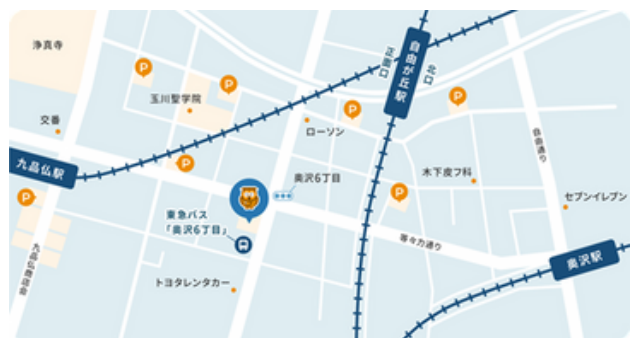 浄真寺
P
P
玉川聖学院
交番
九品仏駅
P
P
ローソン
P
正面口
自由が丘駅
北口
P
自由通り
奥沢6丁目
P
木下皮フ科
セブンイレブン
東急バス
「奥沢6丁目」
等々力通り
九品仏商店会
トヨタレンタカー
奥沢駅